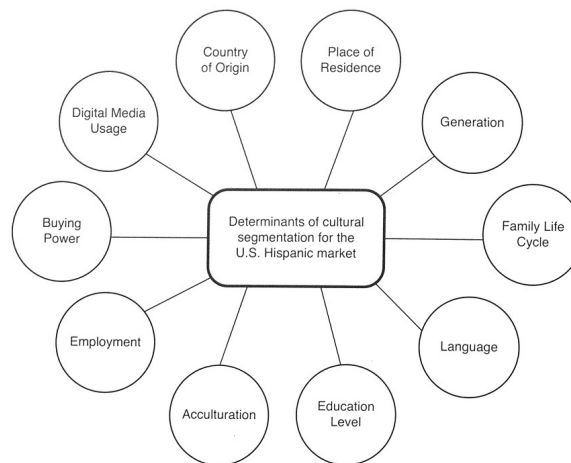 Country
of Origin
Place of
Residence
Digital Media
Usage
Generation
Buying
Power
Determinants of cultural
segmentation for the
U.S. Hispanic market
Family Life
Cycle
Employment
Language
Acculturation
Education
Level